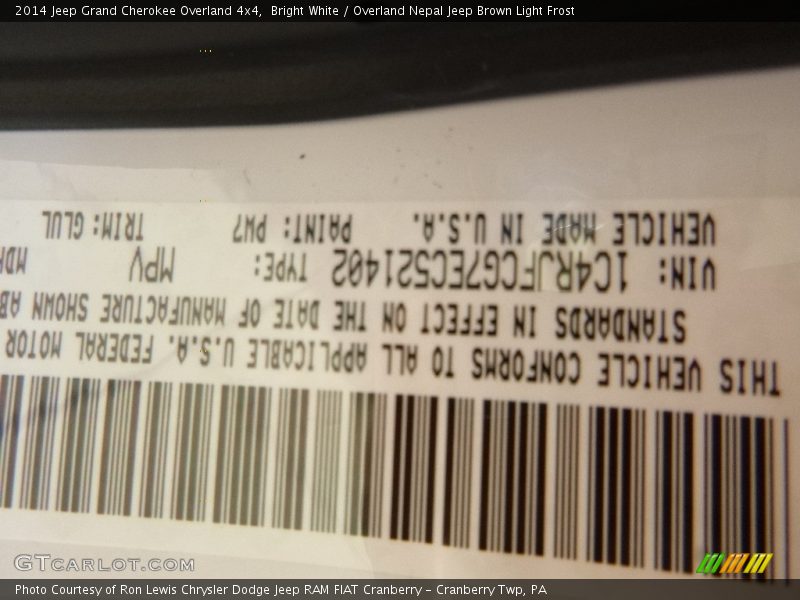 2014 Jeep Grand Cherokee Overland 4x4, Bright White / Overland Nepal Jeep Brown Light Frost
THIS VEHICLE CONFORMS TO ALL APPLICABLE U.S.A. FEDERAL MOTOR
STANDARDS IN EFFECT ON THE DATE OF MANUFACTURE SHOWN AB
VIN: 1C4RJFCG7EC521402 TYPE: MPV MDH
VEHICLE MADE IN U.S.A. PAINT: PW7 TRIM: GLUL
GTCARLOT.COM
Photo Courtesy of Ron Lewis Chrysler Dodge Jeep RAM FIAT Cranberry – Cranberry Twp, PA